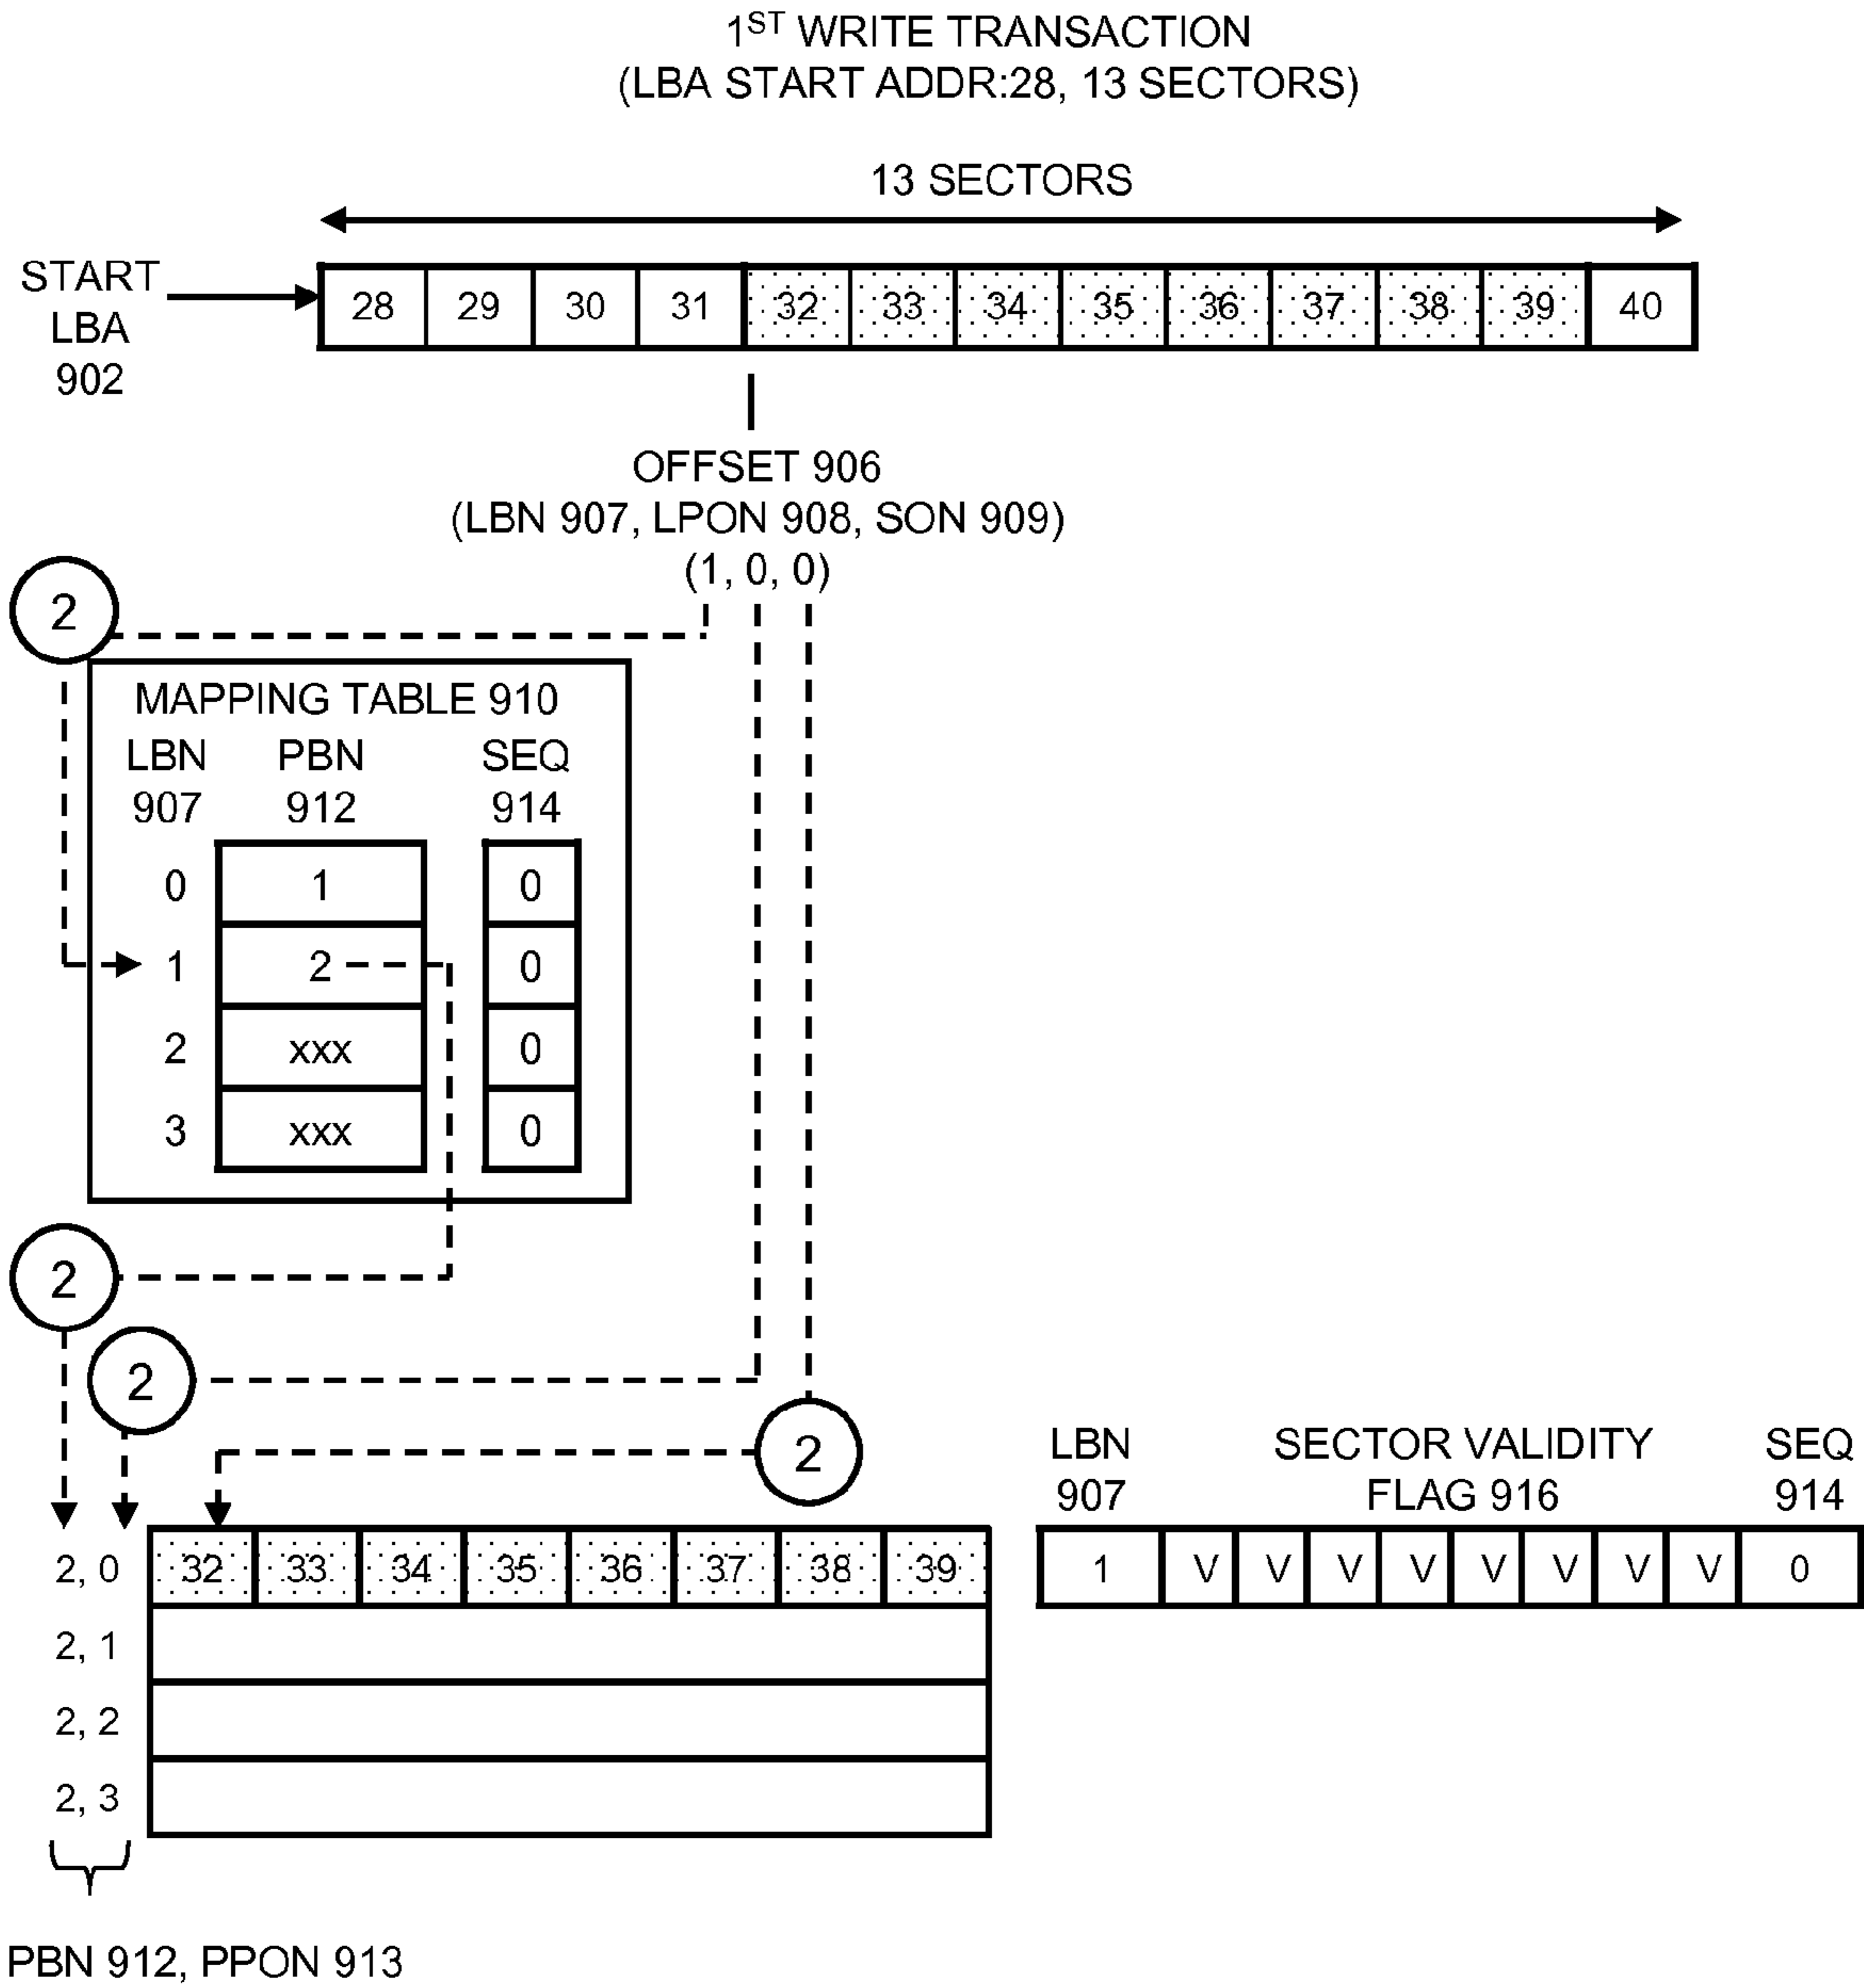 1ST WRITE TRANSACTION
(LBA START ADDR:28, 13 SECTORS)
13 SECTORS
START
LBA
902
28 29 30 31 32 33 34 35 36 37 38 39 40
OFFSET 906
(LBN 907, LPON 908, SON 909)
(1, 0, 0)
2
MAPPING TABLE 910
LBN PBN SEQ
907 912 914
0 1 0
1 2 0
2 xxx 0
3 xxx 0
2
2
2
LBN SECTOR VALIDITY SEQ
907 FLAG 916 914
2, 0 32 33 34 35 36 37 38 39 1 V V V V V V V V 0
2, 1
2, 2
2, 3
PBN 912, PPON 913